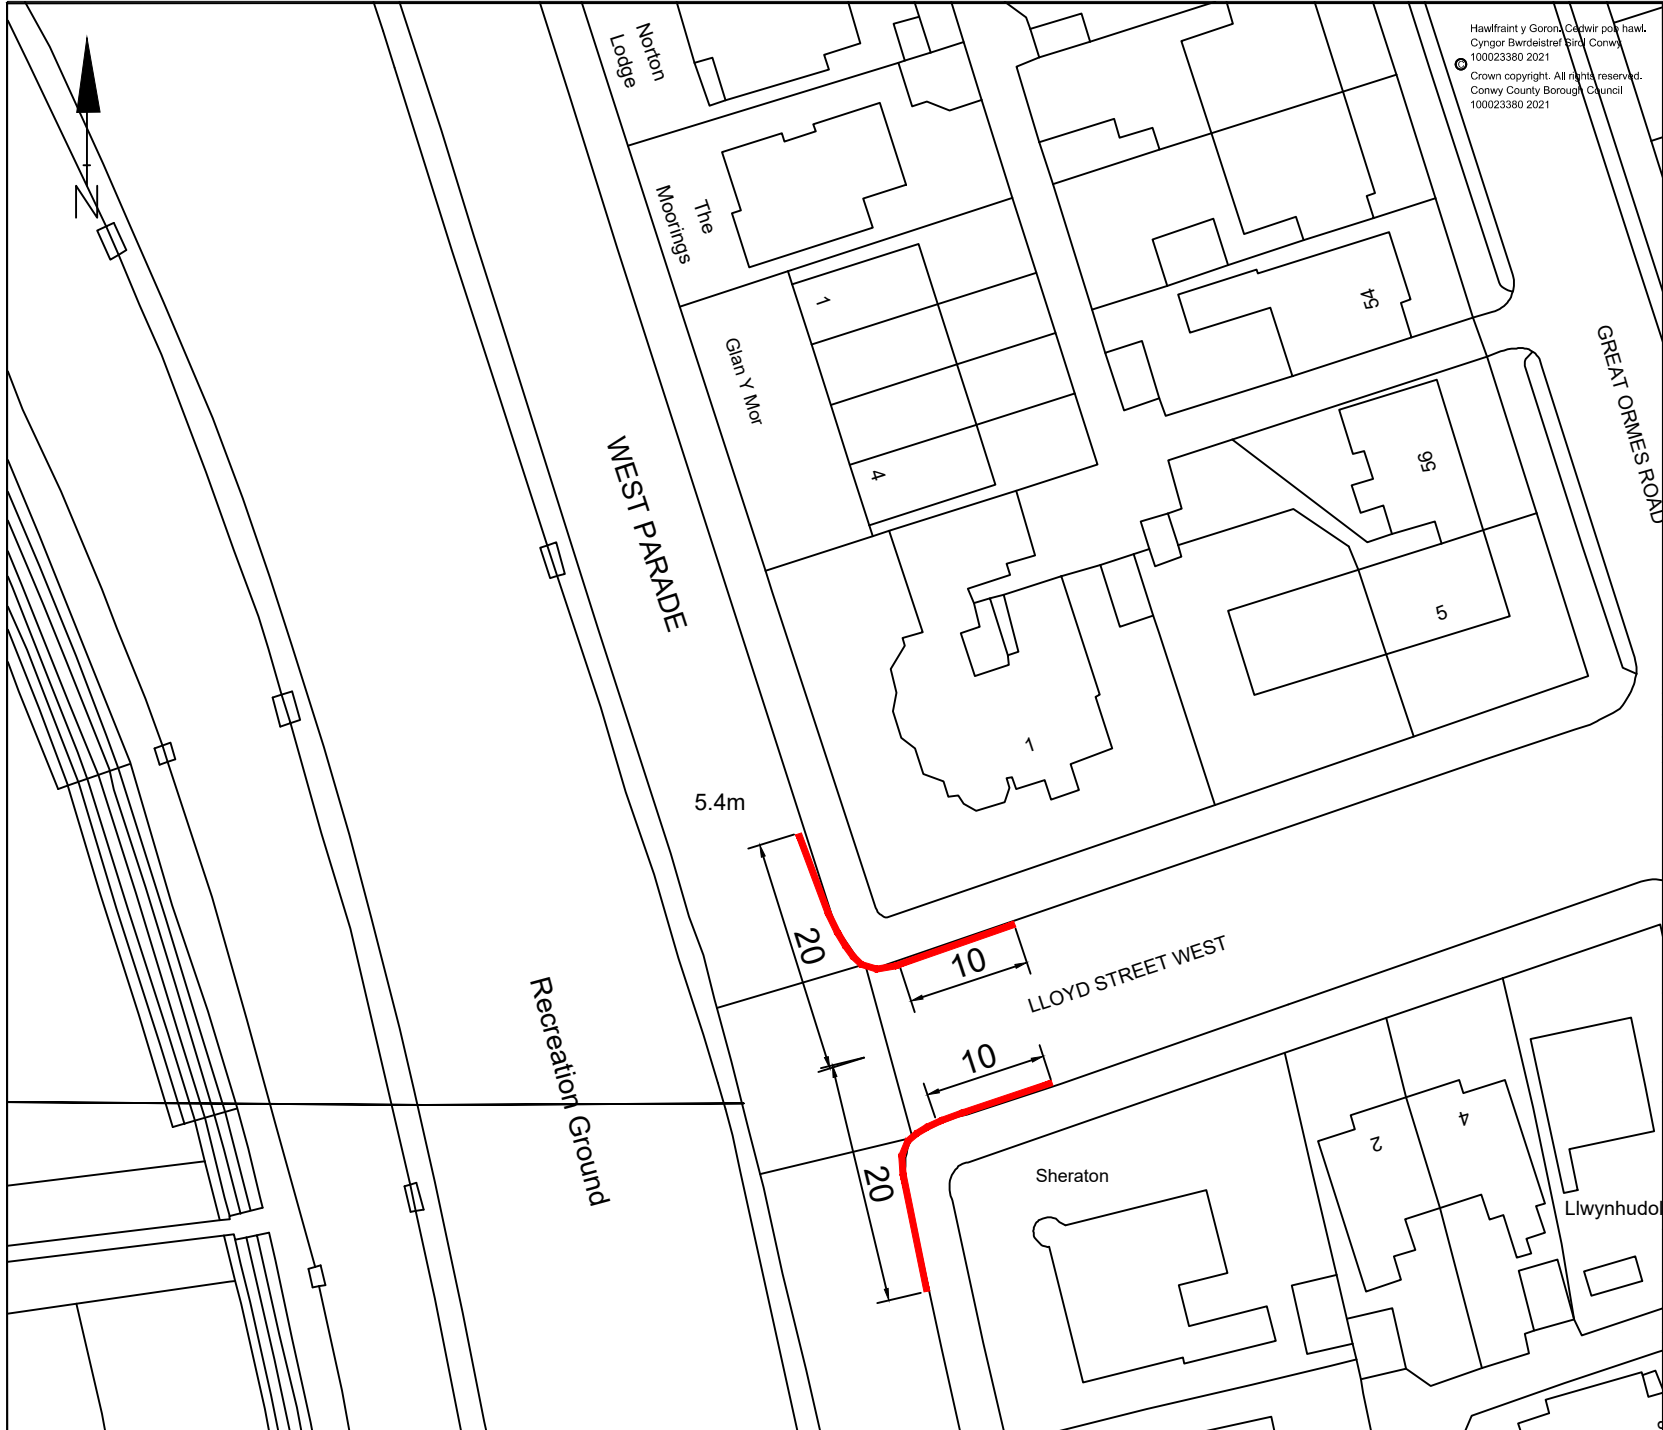 Hawlfraint y Goron. Cedwir pob hawl.
Cyngor Bwrdeistref Sirol Conwy
100023380 2021
©
Crown copyright. All rights reserved.
Conwy County Borough Council
100023380 2021
N
Norton
Lodge
The
Moorings
1
Glan Y Mor
4
54
GREAT ORMES ROAD
56
WEST PARADE
5
1
5.4m
20
10
LLOYD STREET WEST
Recreation Ground
10
20
Sheraton
2
4